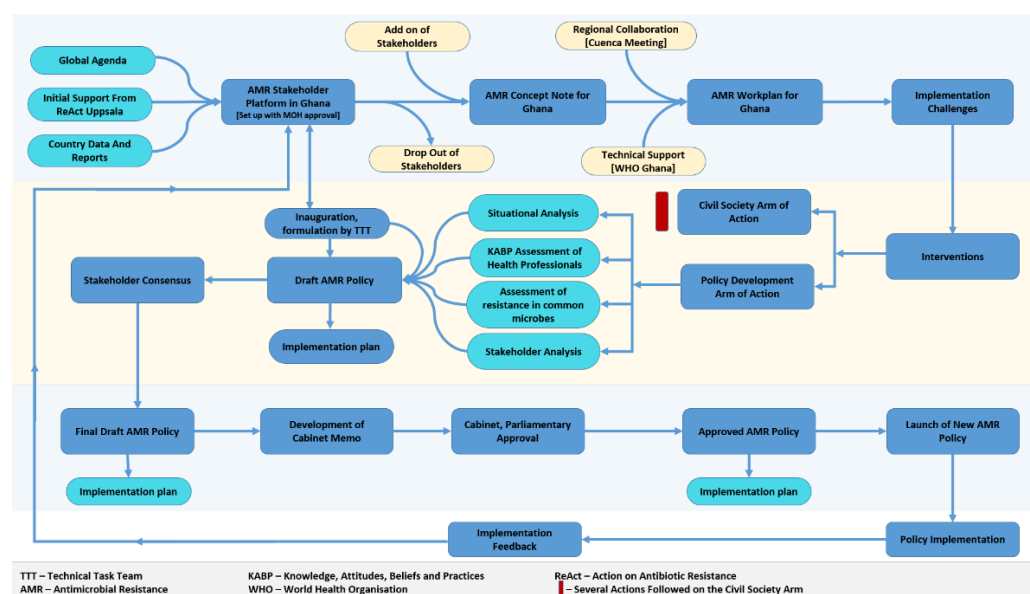 Add on of
Stakeholders
Regional Collaboration
[Cuenca Meeting]
Global Agenda
Initial Support From
ReAct Uppsala
Country Data And
Reports
AMR Stakeholder
Platform in Ghana
[Set up with MOH approval]
AMR Concept Note for
Ghana
AMR Workplan for
Ghana
Implementation
Challenges
Drop Out of
Stakeholders
Technical Support
[WHO Ghana]
Inauguration,
formulation by TTT
Situational Analysis
Civil Society Arm of
Action
KABP Assessment of
Health Professionals
Interventions
Stakeholder Consensus
Draft AMR Policy
Policy Development
Arm of Action
Assessment of
resistance in common
microbes
Implementation plan
Stakeholder Analysis
Final Draft AMR Policy
Development of
Cabinet Memo
Cabinet, Parliamentary
Approval
Approved AMR Policy
Launch of New AMR
Policy
Implementation plan
Implementation plan
Implementation
Feedback
Policy Implementation
TTT – Technical Task Team
KABP – Knowledge, Attitudes, Beliefs and Practices
ReAct – Action on Antibiotic Resistance
AMR – Antimicrobial Resistance
WHO – World Health Organisation
– Several Actions Followed on the Civil Society Arm